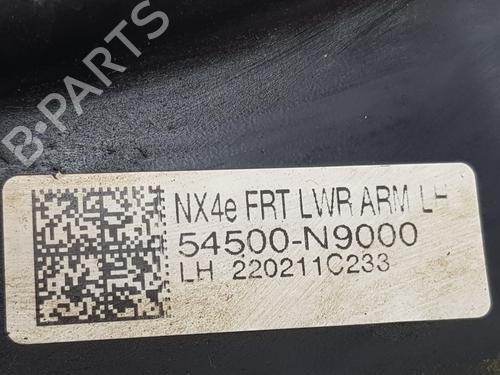 B-PARTS
NX4e FRT LWR ARM LH
54500-N9000
LH 220211C233